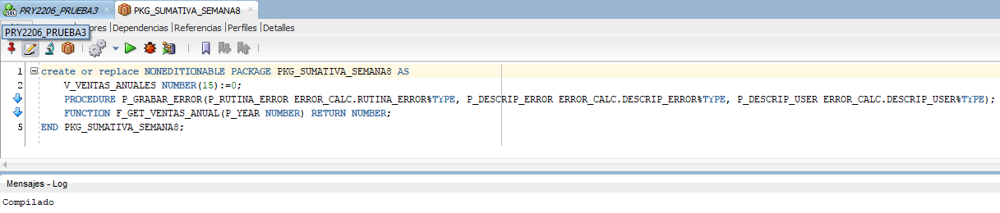 PRY2206_PRUEBA3 PKG_SUMATIVA_SEMANA8
PRY2206_PRUEBA3 ores Dependencias Referencias Perfiles Detalles
1 create or replace NONEDITIONABLE PACKAGE PKG_SUMATIVA_SEMANA8 AS
2 V_VENTAS_ANUALES NUMBER(15):=0;
PROCEDURE P_GRABAR_ERROR(P_RUTINA_ERROR ERROR_CALC.RUTINA_ERROR%TYPE, P_DESCRIP_ERROR ERROR_CALC.DESCRIP_ERROR%TYPE, P_DESCRIP_USER ERROR_CALC.DESCRIP_USER%TYPE);
FUNCTION F_GET_VENTAS_ANUAL(P_YEAR NUMBER) RETURN NUMBER;
5 END PKG_SUMATIVA_SEMANA8;
Mensajes - Log
Compilado